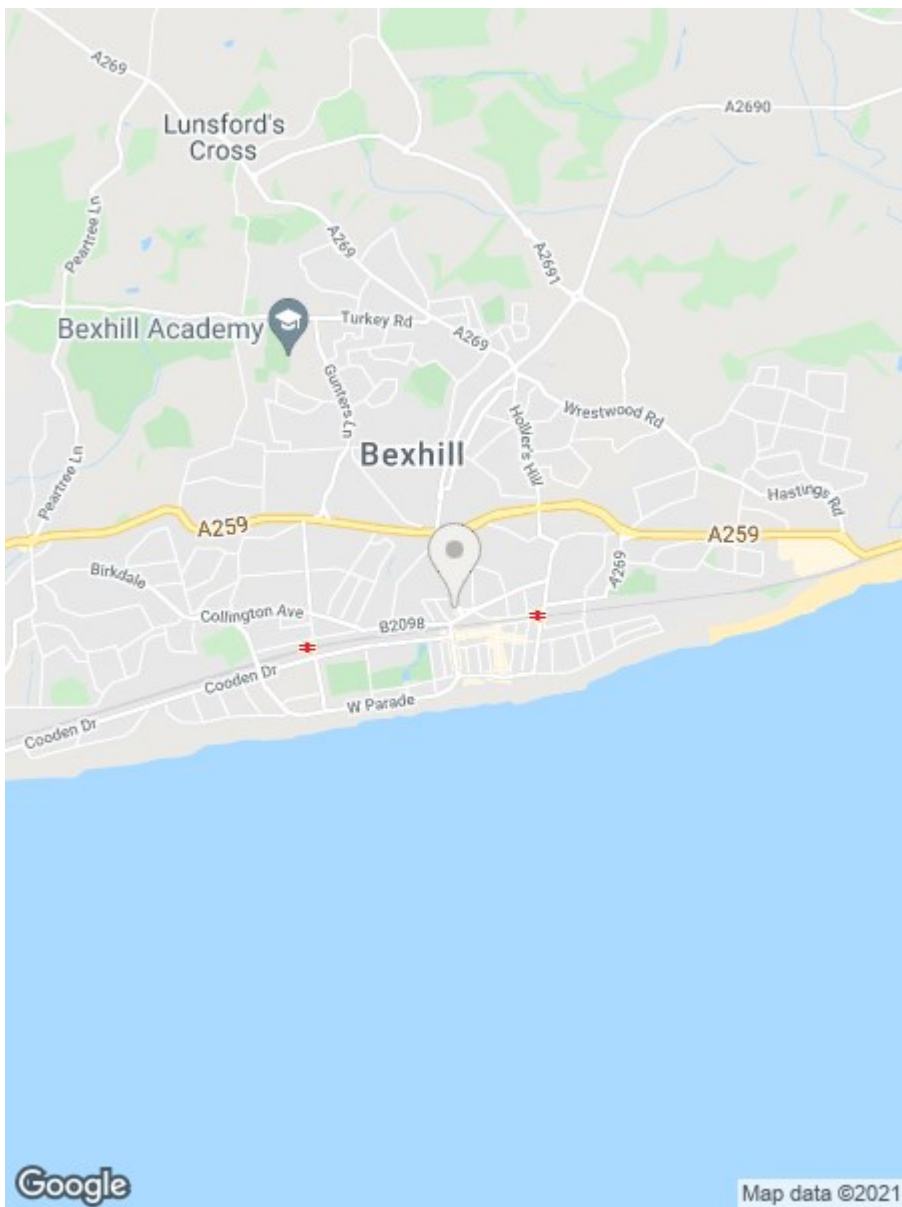 A269
A2690
Lunsford's
Cross
Peartree Ln
A269
A2691
Bexhill Academy
Turkey Rd
A269
Gunters Ln
Holliers Hill
Wrestwood Rd
Bexhill
Peartree Ln
Hastings Rd
A259
A259
Birkdale
A269
Collington Ave
B2098
Cooden Dr
W Parade
Cooden Dr
Google
Map data ©2021